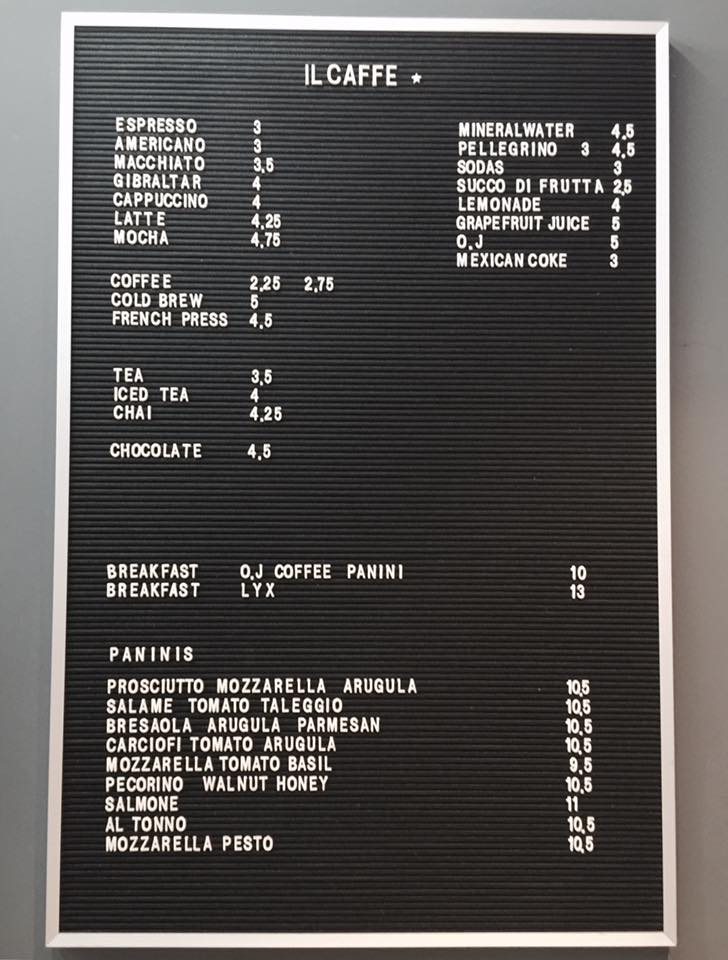 IL CAFFE ★
ESPRESSO 3
AMERICANO 3
MACCHIATO 3,5
GIBRALTAR 4
CAPPUCCINO 4
LATTE 4,25
MOCHA 4,75
COFFEE 2,25 2,75
COLD BREW 5
FRENCH PRESS 4,5
TEA 3,5
ICED TEA 4
CHAI 4,25
CHOCOLATE 4,5
MINERALWATER 4,5
PELLEGRINO 3 4,5
SODAS 3
SUCCO DI FRUTTA 2,5
LEMONADE 4
GRAPEFRUIT JUICE 5
O,J 5
MEXICAN COKE 3
BREAKFAST O,J COFFEE PANINI 10
BREAKFAST LYX 13
PANINIS
PROSCIUTTO MOZZARELLA ARUGULA 10,5
SALAME TOMATO TALEGGIO 10,5
BRESAOLA ARUGULA PARMESAN 10,5
CARCIOFI TOMATO ARUGULA 10,5
MOZZARELLA TOMATO BASIL 9,5
PECORINO WALNUT HONEY 10,5
SALMONE 11
AL TONNO 10,5
MOZZARELLA PESTO 10,5